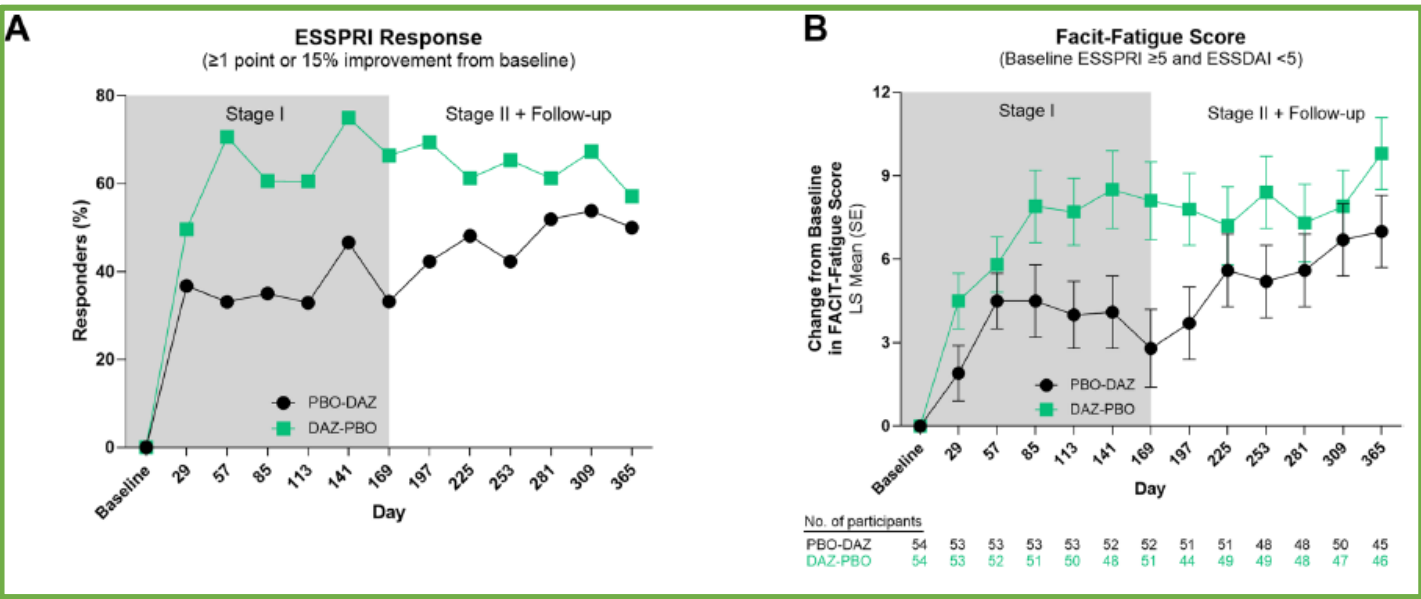 A
ESSPRI Response
(≥1 point or 15% improvement from baseline)
Responders (%)
80
60
40
20
0
Stage I
Stage II + Follow-up
PBO-DAZ
DAZ-PBO
Baseline 29 57 85 113 141 169 197 225 253 281 309 365
Day
B
Facit-Fatigue Score
(Baseline ESSPRI ≥5 and ESSDAI <5)
Change from Baseline
in FACIT-Fatigue Score
LS Mean (SE)
12
9
6
3
0
Stage I
Stage II + Follow-up
PBO-DAZ
DAZ-PBO
Baseline 29 57 85 113 141 169 197 225 253 281 309 365
Day
No. of participants
PBO-DAZ 54 53 53 53 53 52 52 51 51 48 48 50 45
DAZ-PBO 54 53 52 51 50 48 51 44 49 49 48 47 46